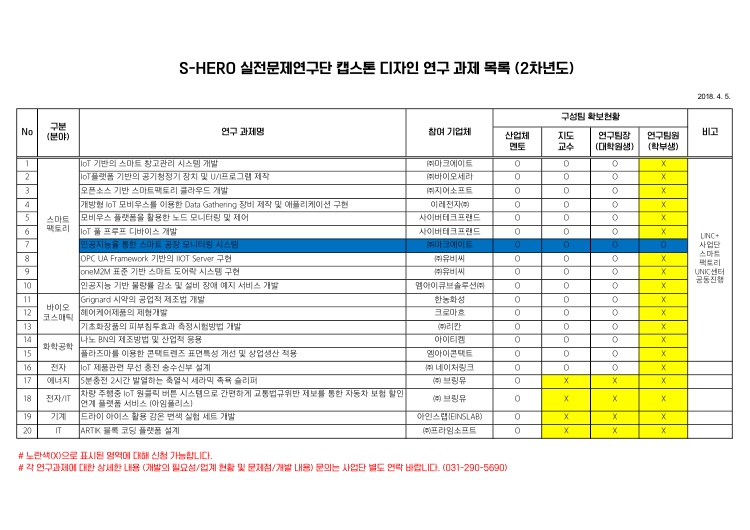 S-HERO 실전문제연구단 캡스톤 디자인 연구 과제 목록 (2차년도)
2018. 4. 5.
No 구분 (분야) 연구 과제명 참여 기업체 구성팀 확보현황 비고
산업체 멘토 지도 교수 연구팀장 (대학원생) 연구팀원 (학부생)
스마트 팩토리
1 IoT 기반의 스마트 창고관리 시스템 개발 ㈜마크에이트 O O O X
2 IoT플랫폼 기반의 공기청정기 장치 및 U/I프로그램 제작 ㈜바이오세라 O O O X
3 오픈소스 기반 스마트팩토리 클라우드 개발 ㈜지어소프트 O O O X
4 개방형 IoT 모비우스를 이용한 Data Gathering 장비 제작 및 애플리케이션 구현 이레전자㈜ O O O X
5 모비우스 플랫폼을 활용한 노드 모니터링 및 제어 사이버테크프랜드 O O O X
6 IoT 풀 프루프 디바이스 개발 사이버테크프랜드 O O O X
7 인공지능을 통한 스마트 공장 모니터링 시스템 ㈜마크에이트 O O O O
8 OPC UA Framework 기반의 IIOT Server 구현 ㈜유비씨 O O O X
9 oneM2M 표준 기반 스마트 도어락 시스템 구현 ㈜유비씨 O O O X
10 인공지능 기반 불량률 감소 및 설비 장애 예지 서비스 개발 엠아이큐브솔루션㈜ O O O X
바이오 코스매틱
11 Grignard 시약의 공업적 제조법 개발 한농화성 O O O X
12 헤어케어제품의 제형개발 크로마흐 O O O X
13 기초화장품의 피부침투효과 측정시험방법 개발 ㈜리칸 O O O X
화학공학
14 나노 BN의 제조방법 및 산업적 응용 아이티켐 O O O X
15 플라즈마를 이용한 콘택트렌즈 표면특성 개선 및 상업생산 적용 엠아이콘택트 O O O X
LINC+
사업단
스마트
팩토리
UNIC센터
공동진행
16 전자 IoT 제품관련 무선 충전 송수신부 설계 ㈜ 네이처링크 O O O X
17 에너지 5분충전 2시간 발열하는 축열식 세라믹 족욕 슬리퍼 ㈜ 브링유 O X X X
18 전자/IT 차량 주행중 IoT 원클릭 버튼 시스템으로 간편하게 교통법규위반 제보를 통한 자동차 보험 할인
연계 플랫폼 서비스 (아임폴리스) ㈜ 브링유 O X X X
19 기계 드라이 아이스 활용 감온 변색 실험 세트 개발 아인스랩(EINSLAB) O X X X
20 IT ARTIK 블록 코딩 플랫폼 설계 ㈜프라임소프트 O X X X
# 노란색(X)으로 표시된 영역에 대해 신청 가능합니다.
# 각 연구과제에 대한 상세한 내용 (개발의 필요성/업계 현황 및 문제점/개발 내용) 문의는 사업단 별도 연락 바랍니다. (031-290-5690)